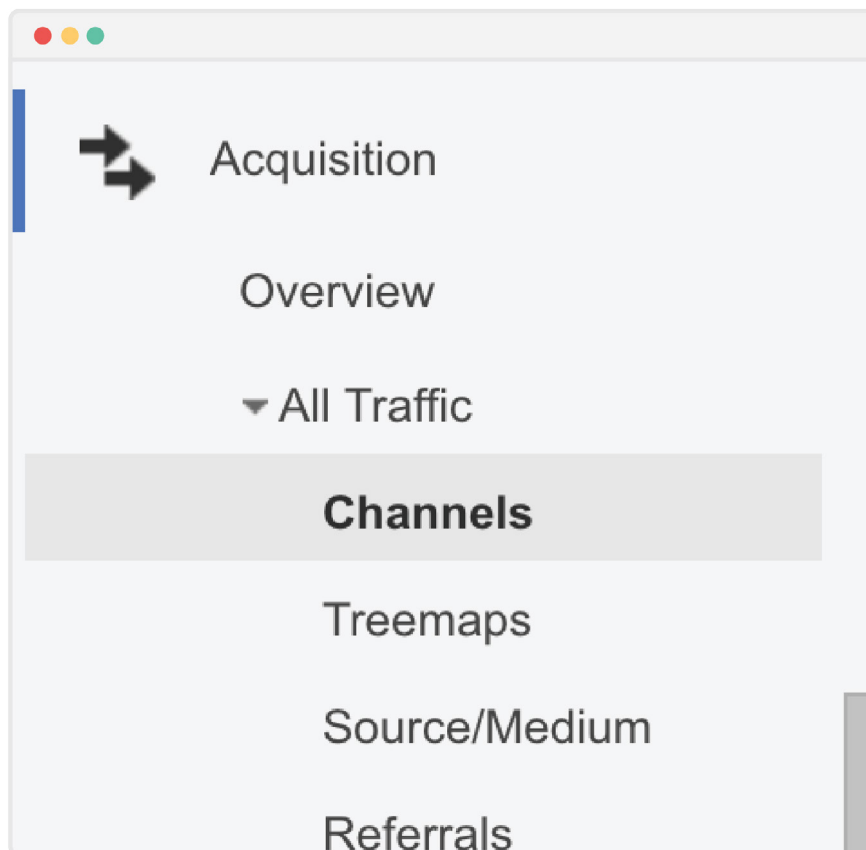 Acquisition
Overview
All Traffic
Channels
Treemaps
Source/Medium
Referrals